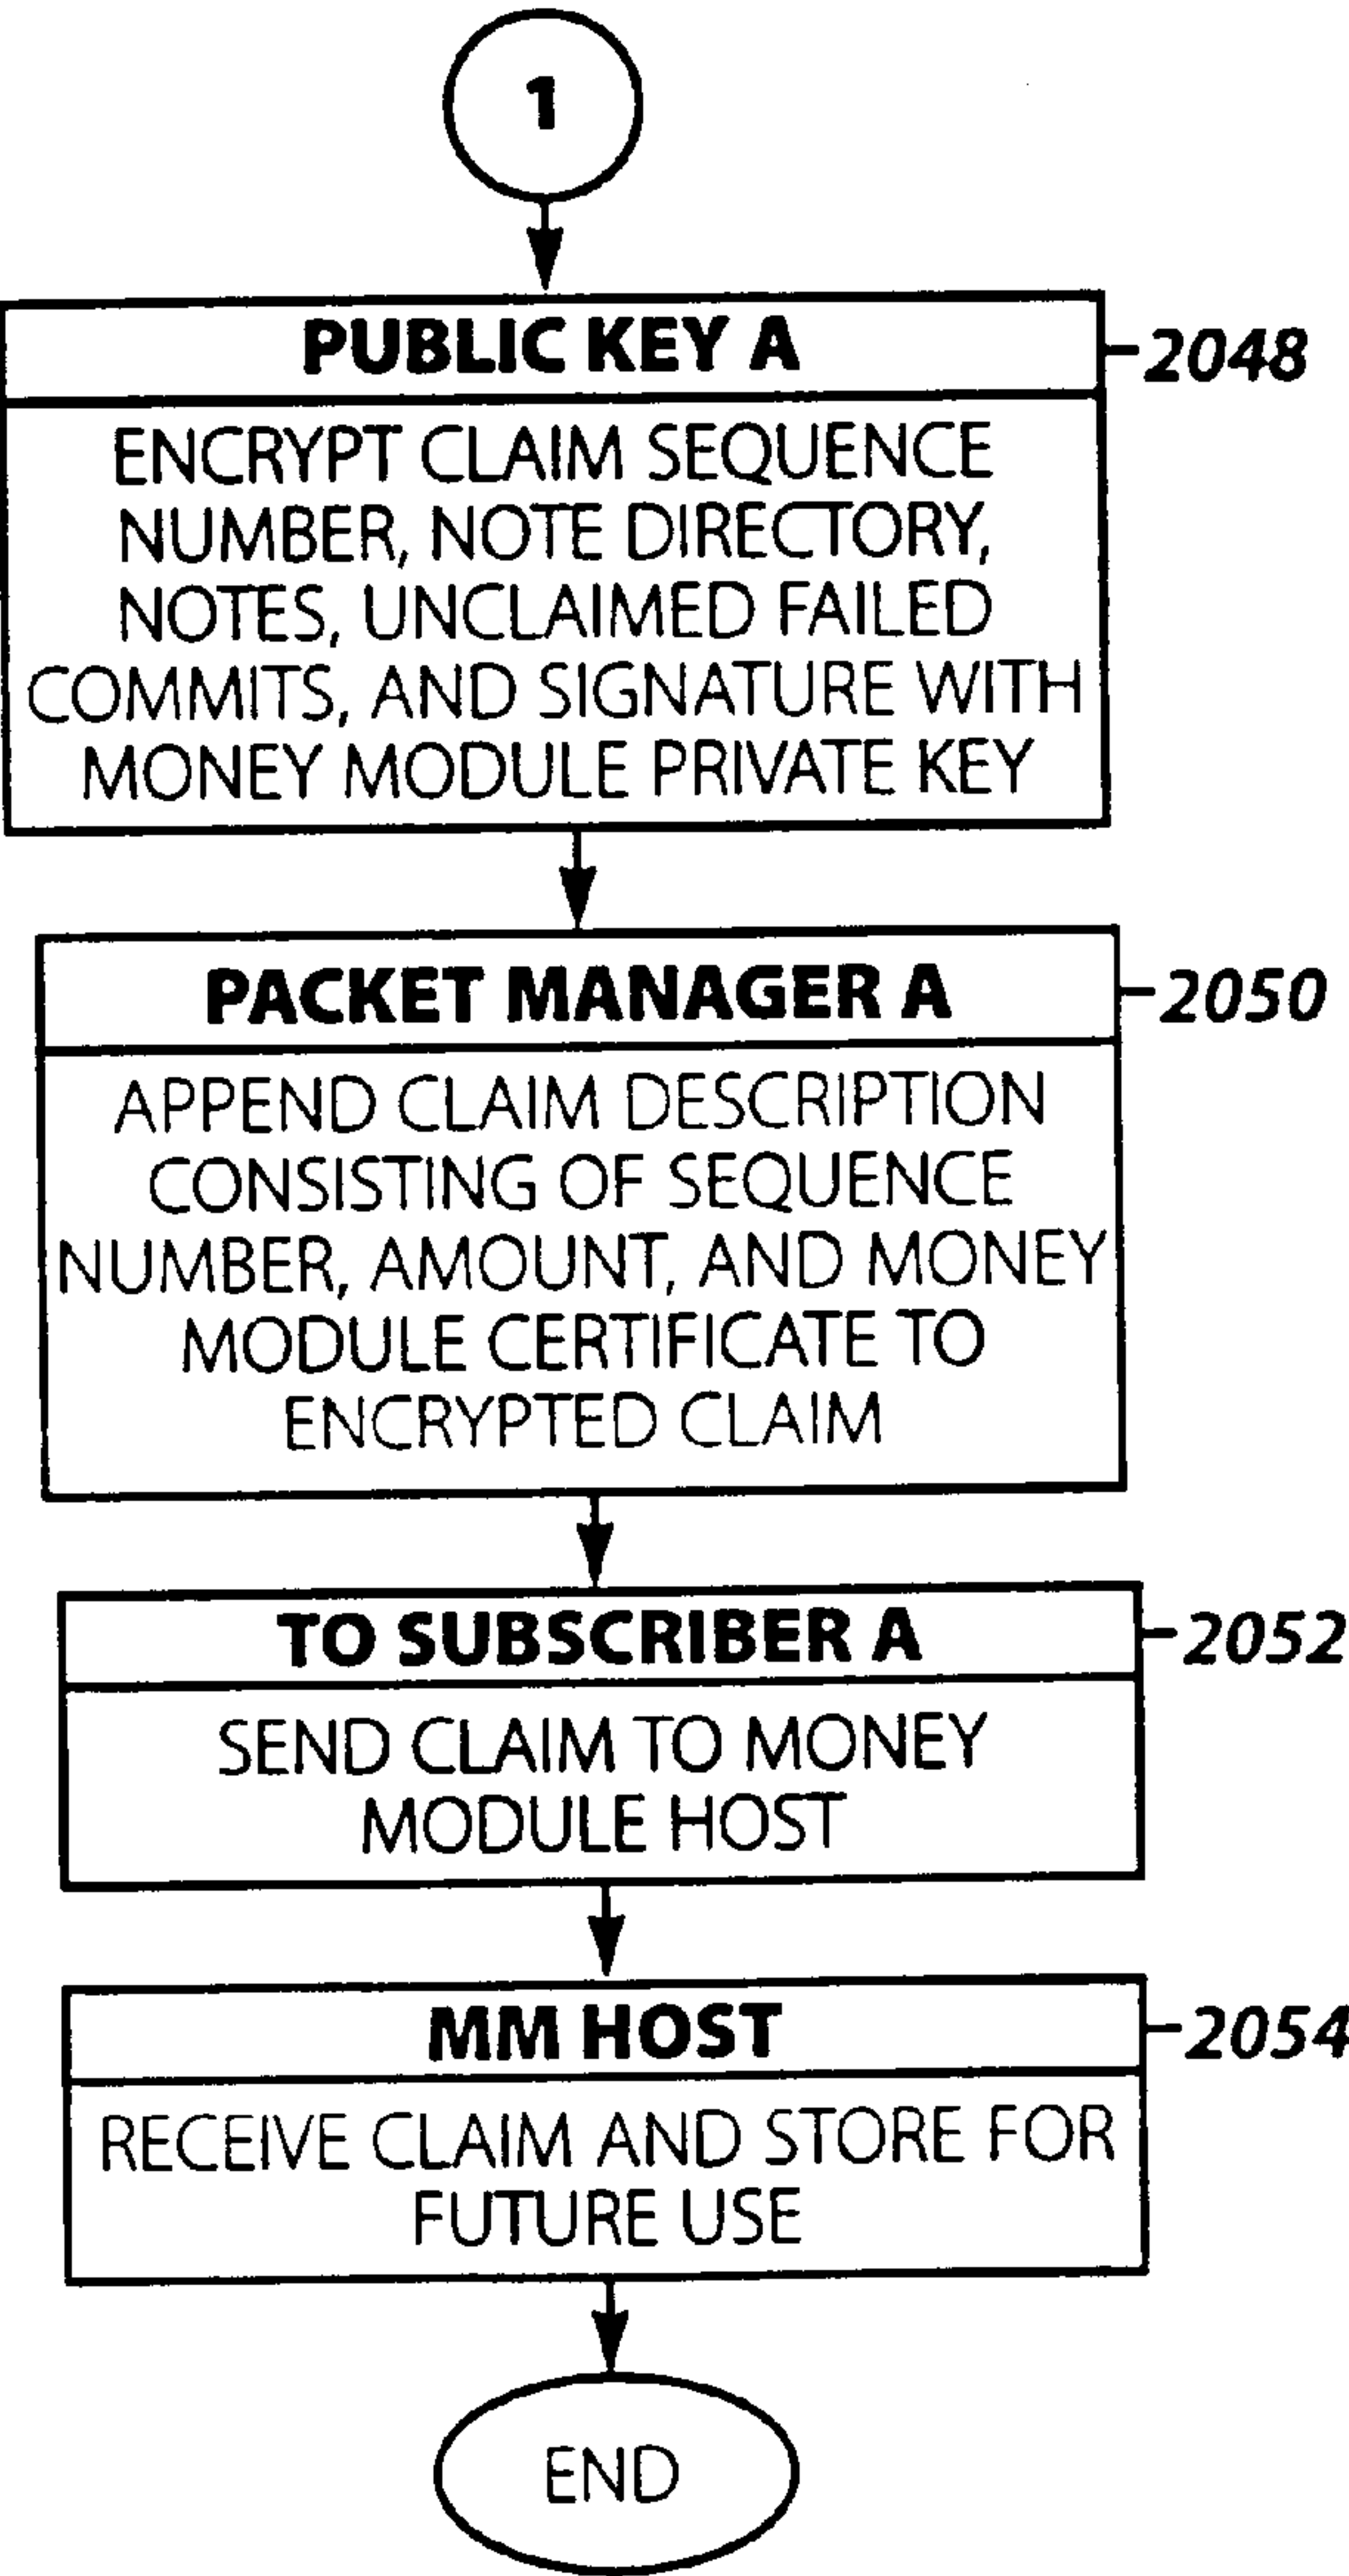 1
PUBLIC KEY A
2048
ENCRYPT CLAIM SEQUENCE
NUMBER, NOTE DIRECTORY,
NOTES, UNCLAIMED FAILED
COMMITS, AND SIGNATURE WITH
MONEY MODULE PRIVATE KEY
PACKET MANAGER A
2050
APPEND CLAIM DESCRIPTION
CONSISTING OF SEQUENCE
NUMBER, AMOUNT, AND MONEY
MODULE CERTIFICATE TO
ENCRYPTED CLAIM
TO SUBSCRIBER A
2052
SEND CLAIM TO MONEY
MODULE HOST
MM HOST
2054
RECEIVE CLAIM AND STORE FOR
FUTURE USE
END